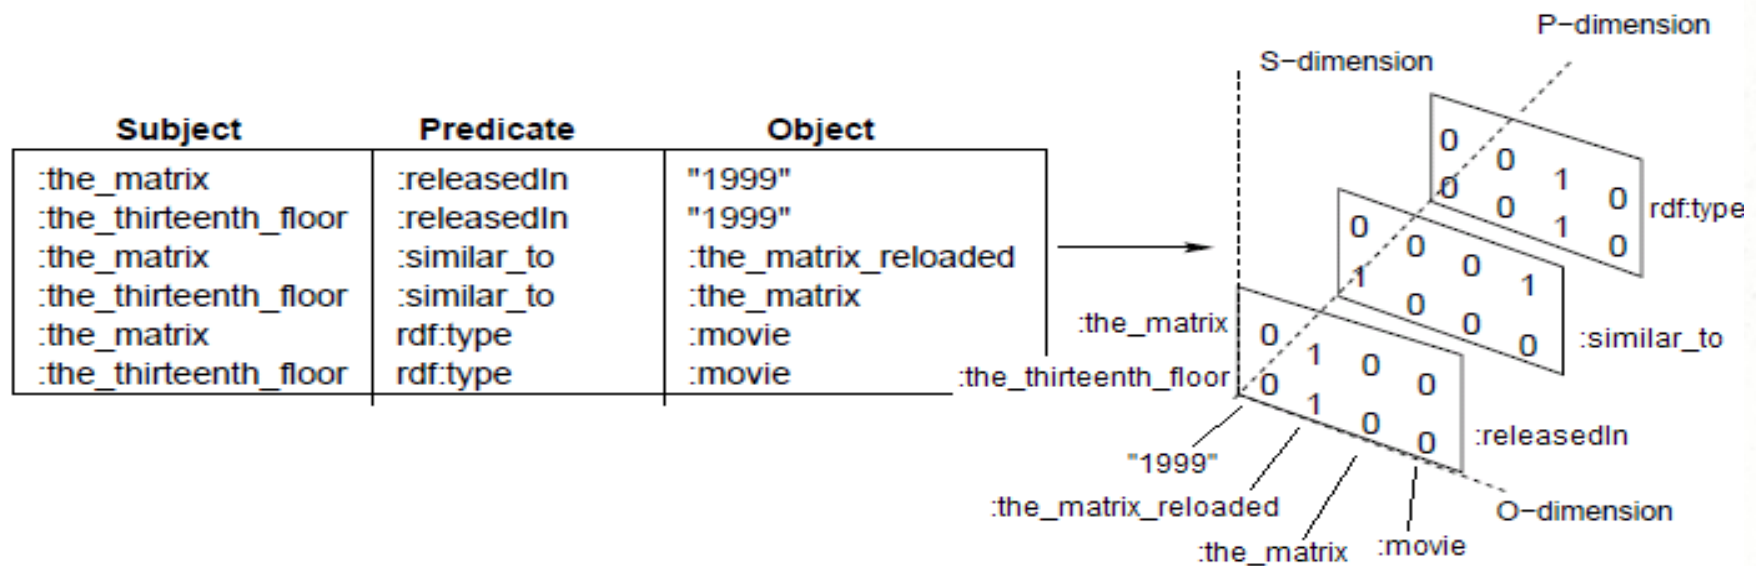 Subject Predicate Object
:the_matrix :releasedIn "1999"
:the_thirteenth_floor :releasedIn "1999"
:the_matrix :similar_to :the_matrix_reloaded
:the_thirteenth_floor :similar_to :the_matrix
:the_matrix rdf:type :movie
:the_thirteenth_floor rdf:type :movie
P-dimension
S-dimension
0 0 1 0
0 0 1 0
rdf:type
0 0 0 1
1 0 0 0
:similar_to
:the_matrix
0 1 0 0
:the_thirteenth_floor
0 1 0 0
:releasedIn
"1999"
:the_matrix_reloaded
:the_matrix
:movie
O-dimension